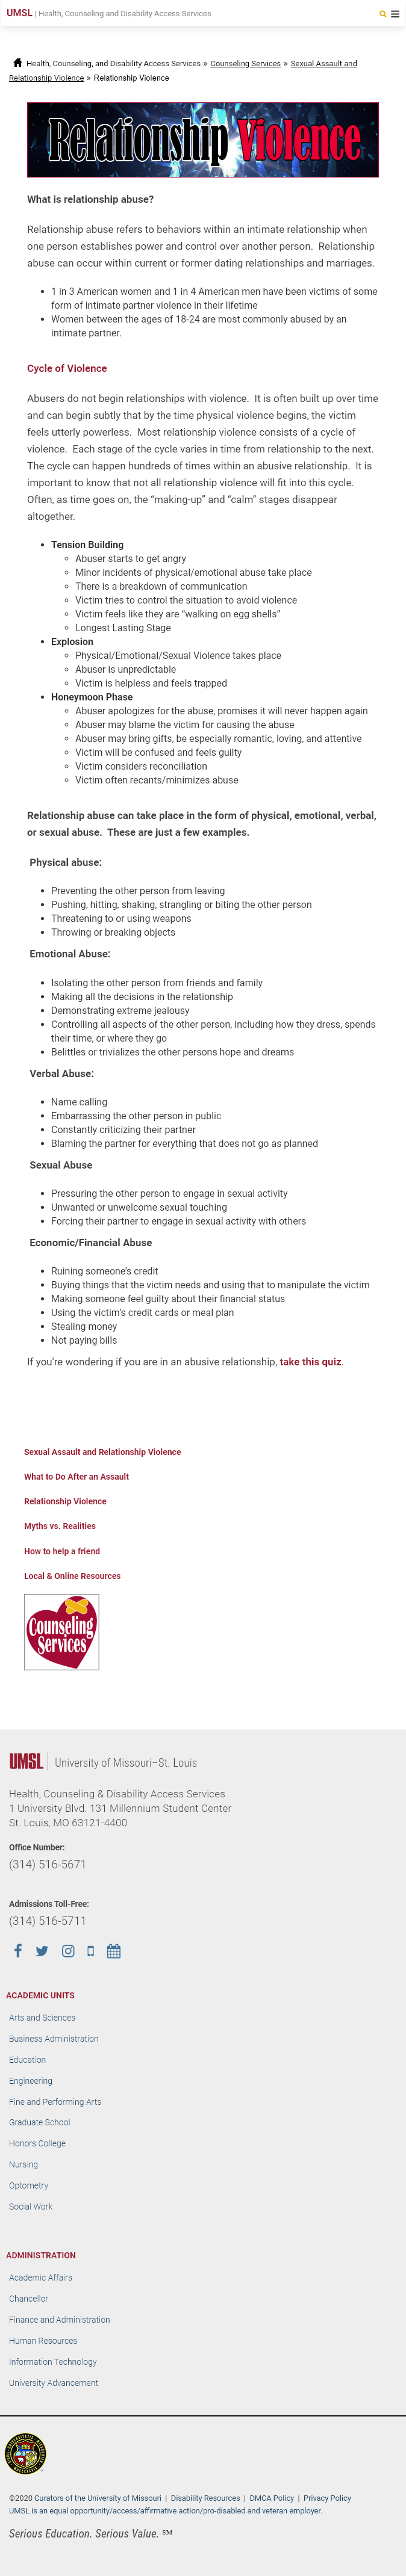 UMSL | Health, Counseling and Disability Access Services
Health, Counseling, and Disability Access Services » Counseling Services » Sexual Assault and
Relationship Violence » Relationship Violence
Relationship Violence
What is relationship abuse?
Relationship abuse refers to behaviors within an intimate relationship when
one person establishes power and control over another person.  Relationship
abuse can occur within current or former dating relationships and marriages.
• 1 in 3 American women and 1 in 4 American men have been victims of some
form of intimate partner violence in their lifetime
• Women between the ages of 18-24 are most commonly abused by an
intimate partner.
Cycle of Violence
Abusers do not begin relationships with violence.  It is often built up over time
and can begin subtly that by the time physical violence begins, the victim
feels utterly powerless.  Most relationship violence consists of a cycle of
violence.  Each stage of the cycle varies in time from relationship to the next.
The cycle can happen hundreds of times within an abusive relationship.  It is
important to know that not all relationship violence will fit into this cycle.
Often, as time goes on, the “making-up” and “calm” stages disappear
altogether.
• Tension Building
◦ Abuser starts to get angry
◦ Minor incidents of physical/emotional abuse take place
◦ There is a breakdown of communication
◦ Victim tries to control the situation to avoid violence
◦ Victim feels like they are “walking on egg shells”
◦ Longest Lasting Stage
• Explosion
◦ Physical/Emotional/Sexual Violence takes place
◦ Abuser is unpredictable
◦ Victim is helpless and feels trapped
• Honeymoon Phase
◦ Abuser apologizes for the abuse, promises it will never happen again
◦ Abuser may blame the victim for causing the abuse
◦ Abuser may bring gifts, be especially romantic, loving, and attentive
◦ Victim will be confused and feels guilty
◦ Victim considers reconciliation
◦ Victim often recants/minimizes abuse
Relationship abuse can take place in the form of physical, emotional, verbal,
or sexual abuse.  These are just a few examples.
Physical abuse:
• Preventing the other person from leaving
• Pushing, hitting, shaking, strangling or biting the other person
• Threatening to or using weapons
• Throwing or breaking objects
Emotional Abuse:
• Isolating the other person from friends and family
• Making all the decisions in the relationship
• Demonstrating extreme jealousy
• Controlling all aspects of the other person, including how they dress, spends
their time, or where they go
• Belittles or trivializes the other persons hope and dreams
Verbal Abuse:
• Name calling
• Embarrassing the other person in public
• Constantly criticizing their partner
• Blaming the partner for everything that does not go as planned
Sexual Abuse
• Pressuring the other person to engage in sexual activity
• Unwanted or unwelcome sexual touching
• Forcing their partner to engage in sexual activity with others
Economic/Financial Abuse
• Ruining someone’s credit
• Buying things that the victim needs and using that to manipulate the victim
• Making someone feel guilty about their financial status
• Using the victim’s credit cards or meal plan
• Stealing money
• Not paying bills
If you're wondering if you are in an abusive relationship, take this quiz.
Sexual Assault and Relationship Violence
What to Do After an Assault
Relationship Violence
Myths vs. Realities
How to help a friend
Local & Online Resources
Counseling
Services
UMSL | University of Missouri–St. Louis
Health, Counseling & Disability Access Services
1 University Blvd. 131 Millennium Student Center
St. Louis, MO 63121-4400
Office Number:
(314) 516-5671
Admissions Toll-Free:
(314) 516-5711
ACADEMIC UNITS
Arts and Sciences
Business Administration
Education
Engineering
Fine and Performing Arts
Graduate School
Honors College
Nursing
Optometry
Social Work
ADMINISTRATION
Academic Affairs
Chancellor
Finance and Administration
Human Resources
Information Technology
University Advancement
©2020 Curators of the University of Missouri | Disability Resources | DMCA Policy | Privacy Policy
UMSL is an equal opportunity/access/affirmative action/pro-disabled and veteran employer.
Serious Education. Serious Value. ℠